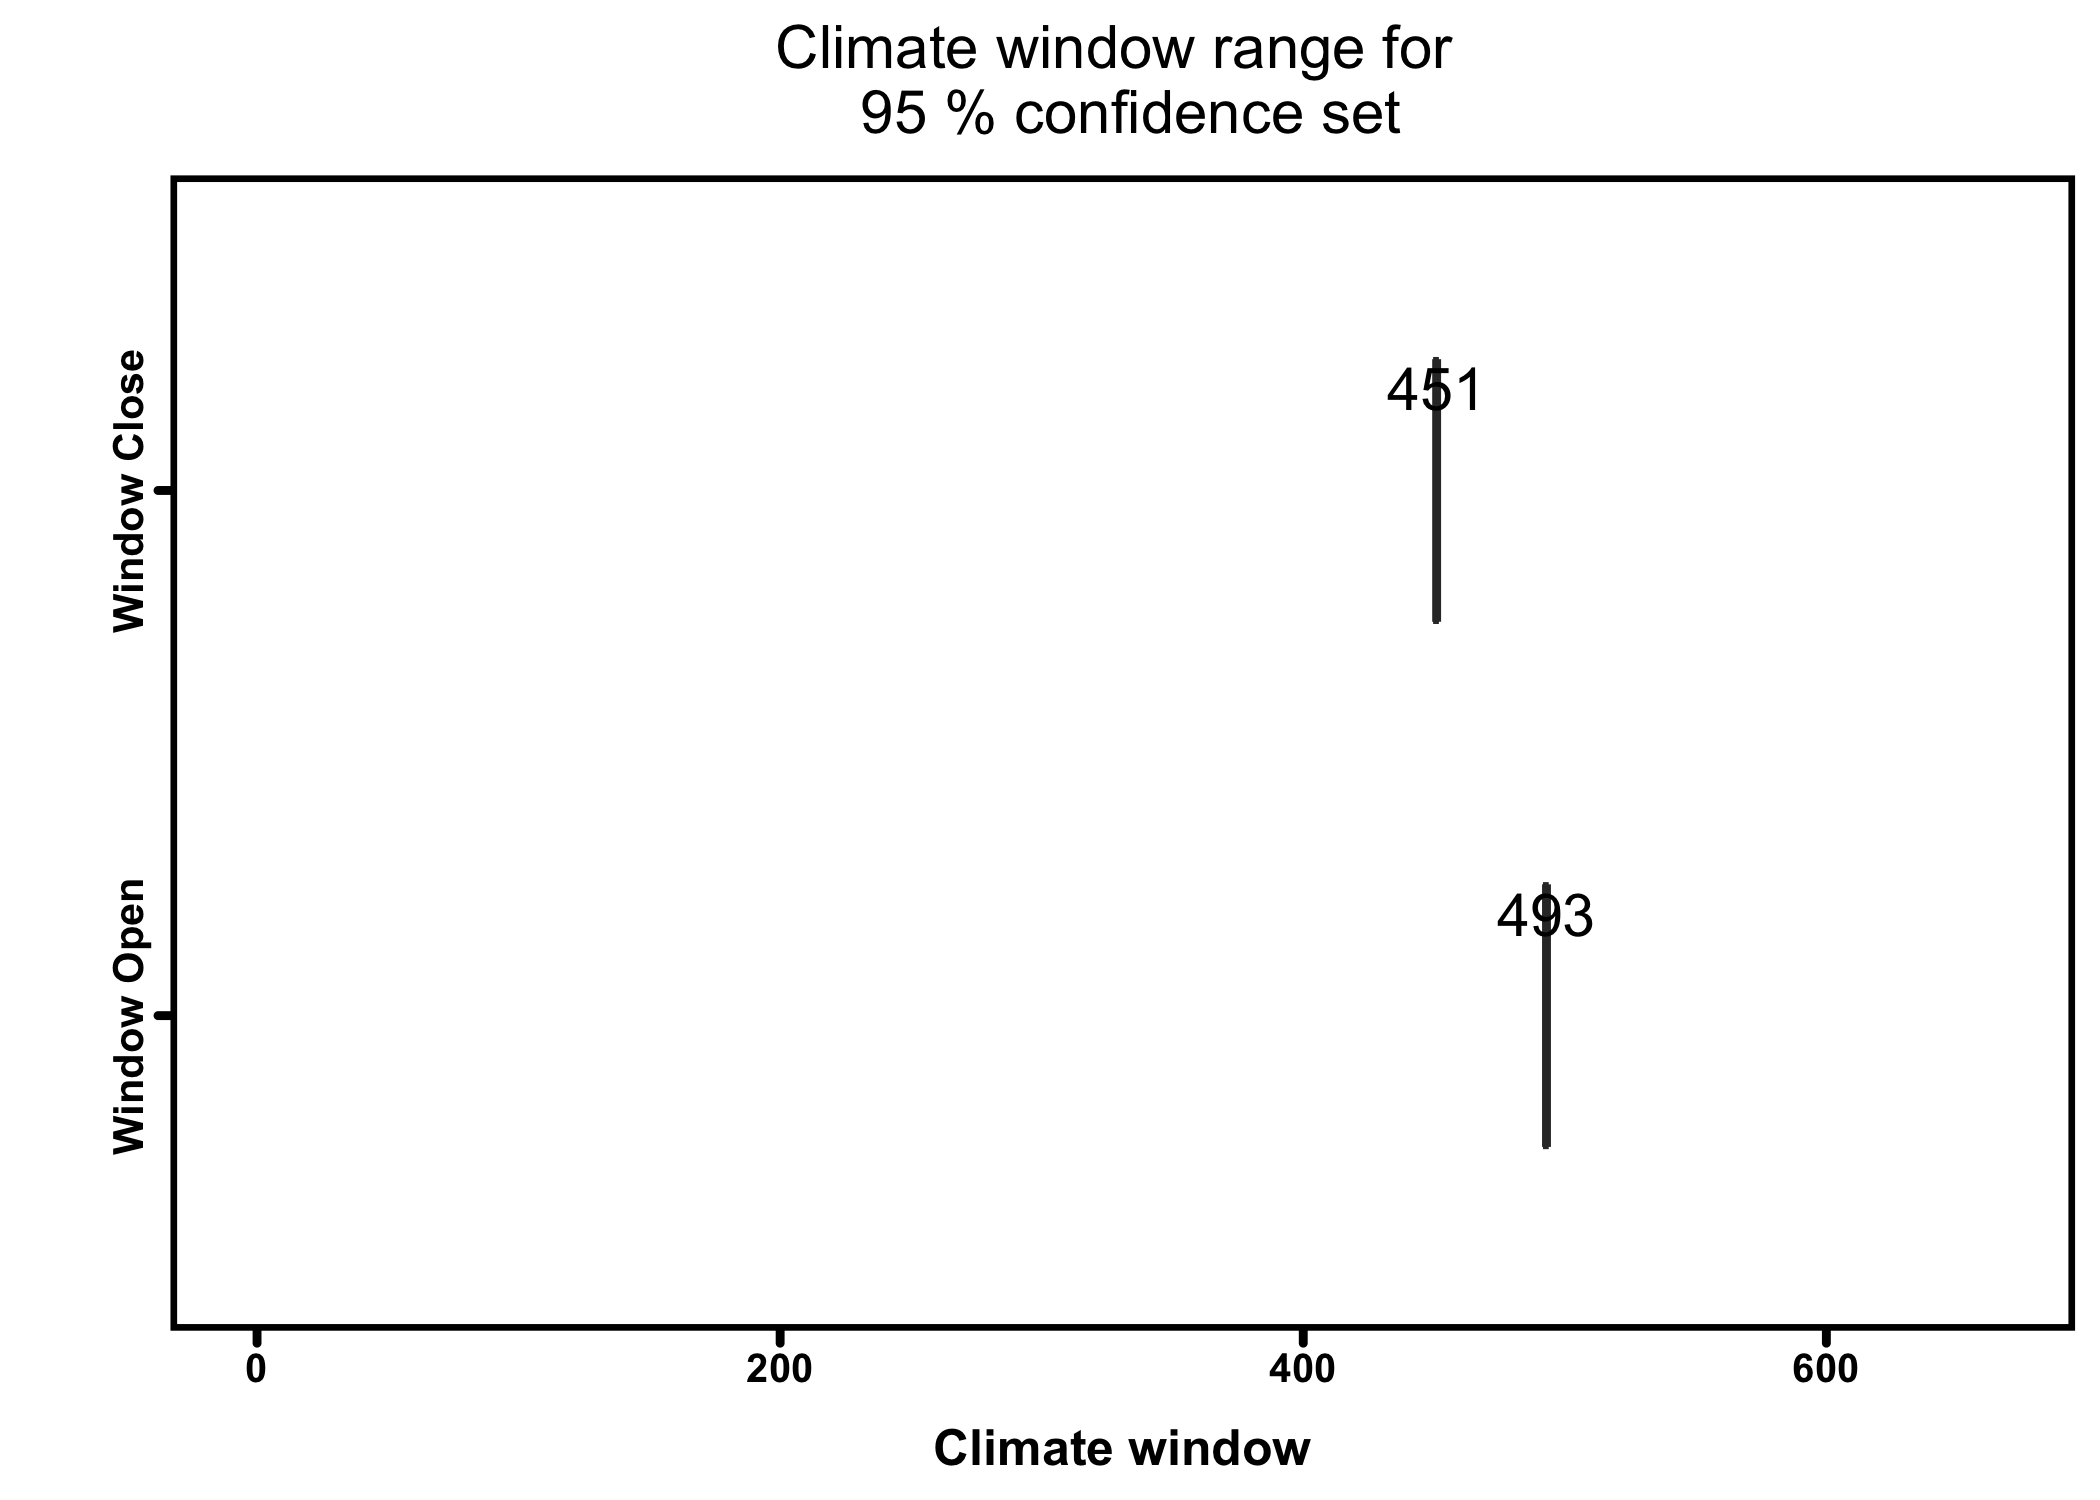 Climate window range for
95 % confidence set
Window Close
451
Window Open
493
0 200 400 600
Climate window